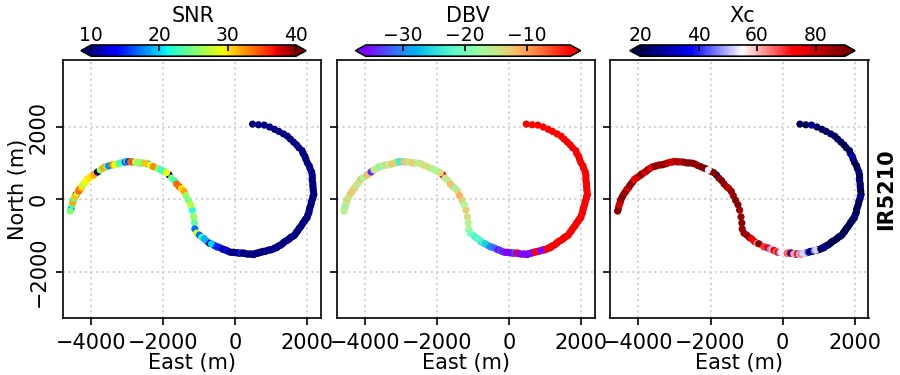 SNR DBV Xc
10 20 30 40 −30 −20 −10 20 40 60 80
North (m)
2000
0
−2000
IR5210
−4000 −2000 0 2000 −4000 −2000 0 2000 −4000 −2000 0 2000
East (m) East (m) East (m)